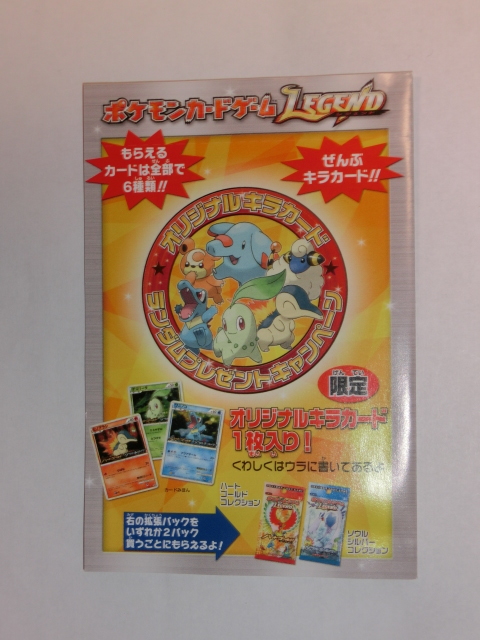 ポケモンカードゲーム LEGEND
もらえる
カードは全部で
6種類!!
ぜんぶ
キラカード!!
オリジナルキラカード
ランダムプレゼントキャンペーン
限定
オリジナルキラカード
1枚入り!
くわしくはウラに書いてあるよ
ハート
ゴールド
コレクション
右の拡張パックを
いずれか2パック
買うごとにもらえるよ!
ソウル
シルバー
コレクション